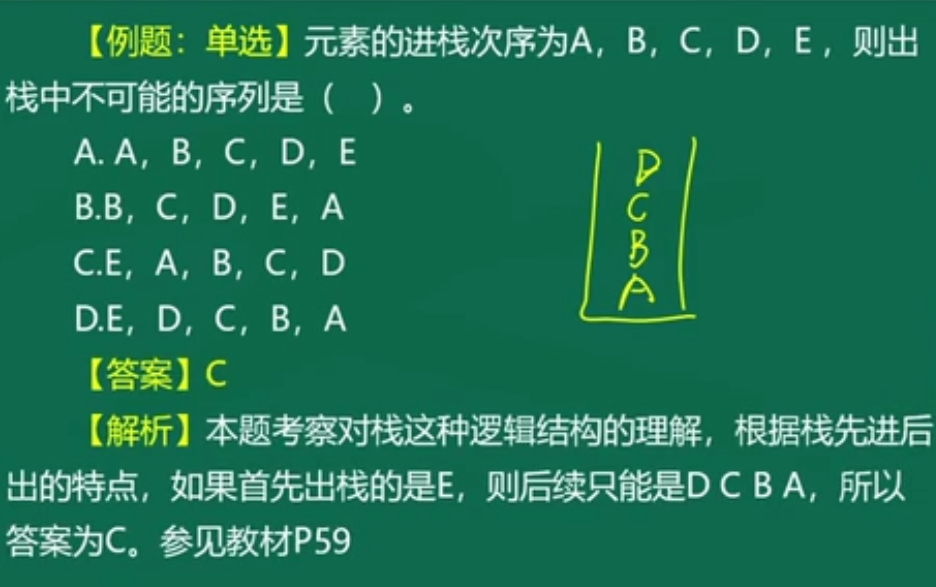 【例题：单选】元素的进栈次序为A，B，C，D，E，则出
栈中不可能的序列是（　）。
A. A，B，C，D，E
B.B，C，D，E，A
C.E，A，B，C，D
D.E，D，C，B，A
D
C
B
A
【答案】C
【解析】本题考察对栈这种逻辑结构的理解，根据栈先进后
出的特点，如果首先出栈的是E，则后续只能是D C B A，所以
答案为C。参见教材P59